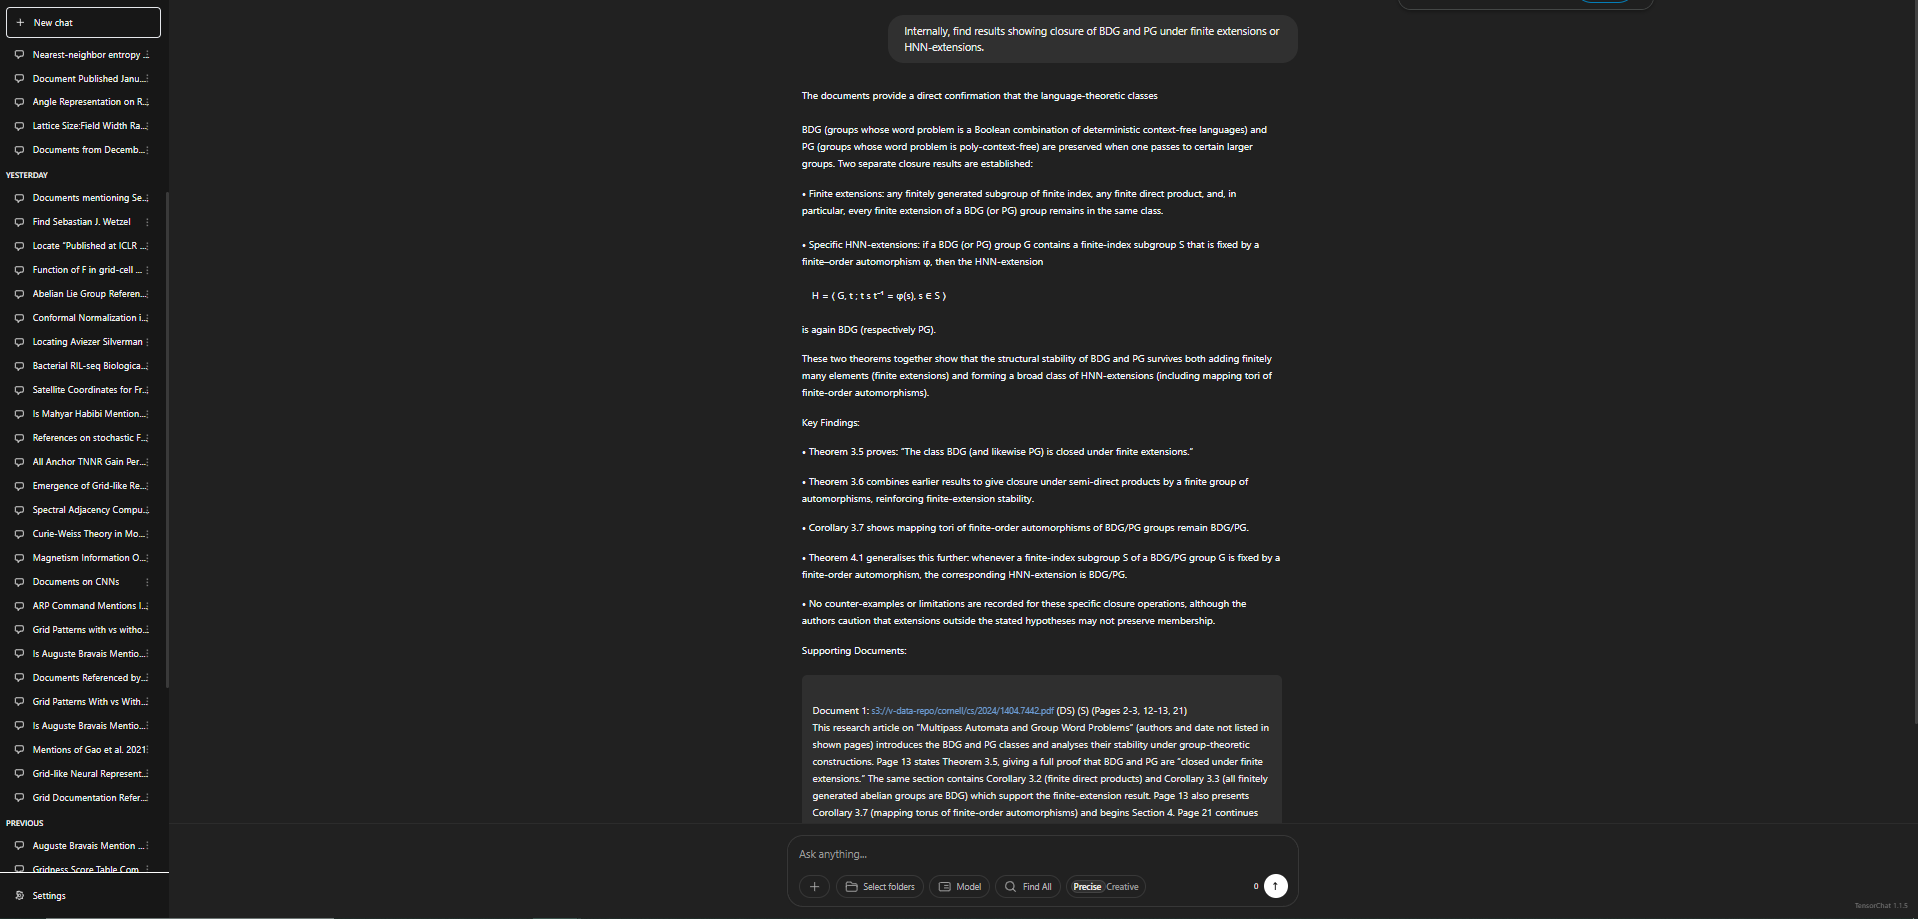 New chat
Nearest-neighbor entropy ...
Document Published Janu...
Angle Representation on R...
Lattice Size:Field Width Ra...
Documents from Decemb...
YESTERDAY
Documents mentioning Se...
Find Sebastian J. Wetzel
Locate "Published at ICLR ...
Function of F in grid-cell ...
Abelian Lie Group Referen...
Conformal Normalization i...
Locating Aviezer Silverman
Bacterial RIL-seq Biologica...
Satellite Coordinates for Fr...
Is Mahyar Habibi Mention...
References on stochastic F...
All Anchor TNNR Gain Per...
Emergence of Grid-like Re...
Spectral Adjacency Compu...
Curie-Weiss Theory in Mo...
Magnetism Information O...
Documents on CNNs
ARP Command Mentions I...
Grid Patterns with vs witho...
Is Auguste Bravais Mentio...
Documents Referenced by...
Grid Patterns With vs With...
Is Auguste Bravais Mentio...
Mentions of Gao et al. 2021
Grid-like Neural Represent...
Grid Documentation Refer...
PREVIOUS
Auguste Bravais Mention ...
Gridness Score Table Com...
Settings
Internally, find results showing closure of BDG and PG under finite extensions or
HNN-extensions.
The documents provide a direct confirmation that the language-theoretic classes
BDG (groups whose word problem is a Boolean combination of deterministic context-free languages) and
PG (groups whose word problem is poly-context-free) are preserved when one passes to certain larger
groups. Two separate closure results are established:
• Finite extensions: any finitely generated subgroup of finite index, any finite direct product, and, in
particular, every finite extension of a BDG (or PG) group remains in the same class.
• Specific HNN-extensions: if a BDG (or PG) group G contains a finite-index subgroup S that is fixed by a
finite–order automorphism φ, then the HNN-extension
H = ⟨ G, t ; t s t⁻¹ = φ(s), s ∈ S ⟩
is again BDG (respectively PG).
These two theorems together show that the structural stability of BDG and PG survives both adding finitely
many elements (finite extensions) and forming a broad class of HNN-extensions (including mapping tori of
finite-order automorphisms).
Key Findings:
• Theorem 3.5 proves: "The class BDG (and likewise PG) is closed under finite extensions."
• Theorem 3.6 combines earlier results to give closure under semi-direct products by a finite group of
automorphisms, reinforcing finite-extension stability.
• Corollary 3.7 shows mapping tori of finite-order automorphisms of BDG/PG groups remain BDG/PG.
• Theorem 4.1 generalises this further: whenever a finite-index subgroup S of a BDG/PG group G is fixed by a
finite-order automorphism, the corresponding HNN-extension is BDG/PG.
• No counter-examples or limitations are recorded for these specific closure operations, although the
authors caution that extensions outside the stated hypotheses may not preserve membership.
Supporting Documents:
Document 1: s3://v-data-repo/cornell/cs/2024/1404.7442.pdf (DS) (S) (Pages 2-3, 12-13, 21)
This research article on "Multipass Automata and Group Word Problems" (authors and date not listed in
shown pages) introduces the BDG and PG classes and analyses their stability under group-theoretic
constructions. Page 13 states Theorem 3.5, giving a full proof that BDG and PG are "closed under finite
extensions." The same section contains Corollary 3.2 (finite direct products) and Corollary 3.3 (all finitely
generated abelian groups are BDG) which support the finite-extension result. Page 13 also presents
Corollary 3.7 (mapping torus of finite-order automorphisms) and begins Section 4. Page 21 continues
Ask anything...
Select folders
Model
Find All
Precise Creative
0
TensorChat 1.1.5